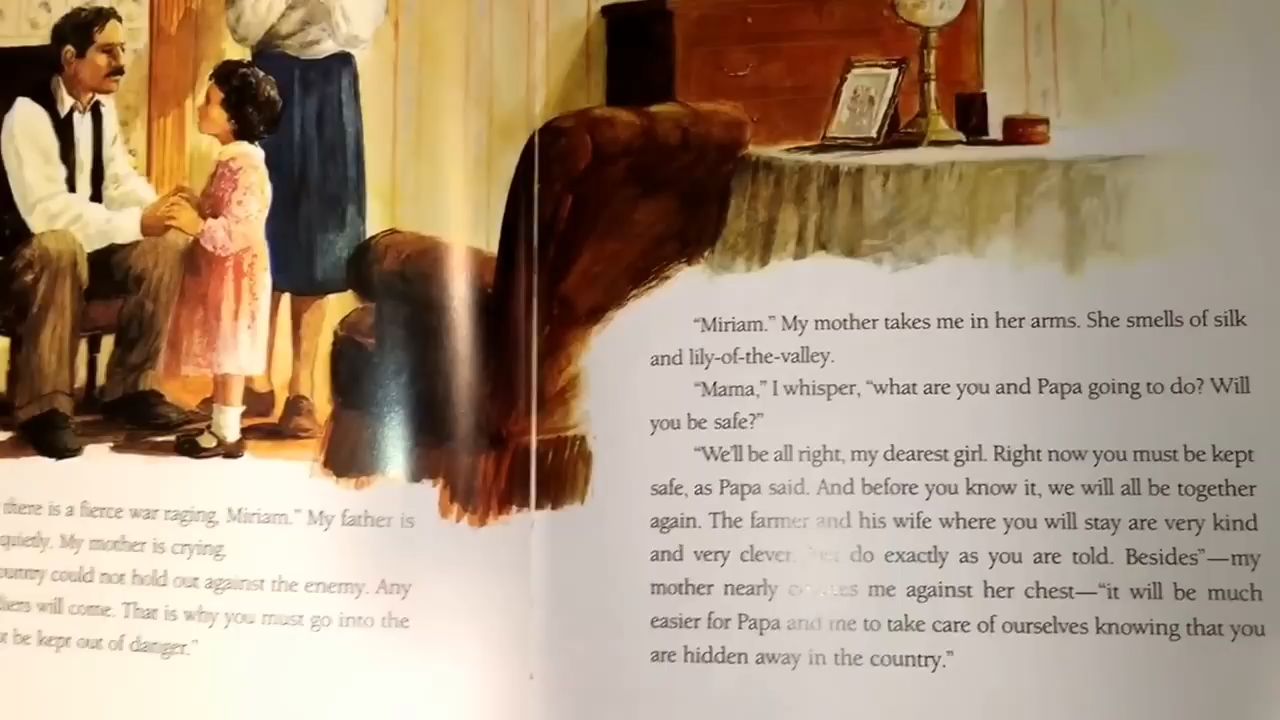 there is a fierce war raging, Miriam." My father is
quietly. My mother is crying.
could not hold out against the enemy. Any
will come. That is why you must go into the
be kept out of danger."
"Miriam." My mother takes me in her arms. She smells of silk
and lily-of-the-valley.
"Mama," I whisper, "what are you and Papa going to do? Will
you be safe?"
"We'll be all right, my dearest girl. Right now you must be kept
safe, as Papa said. And before you know it, we will all be together
again. The farmer and his wife where you will stay are very kind
and very clever. do exactly as you are told. Besides"—my
mother nearly me against her chest—"it will be much
easier for Papa and me to take care of ourselves knowing that you
are hidden away in the country."